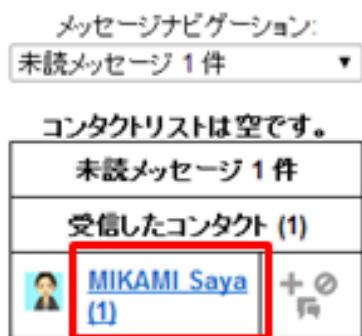 メッセージナビゲーション:
未読メッセージ 1 件
コンタクトリストは空です。
未読メッセージ 1 件
受信したコンタクト (1)
MIKAMI Saya
(1)